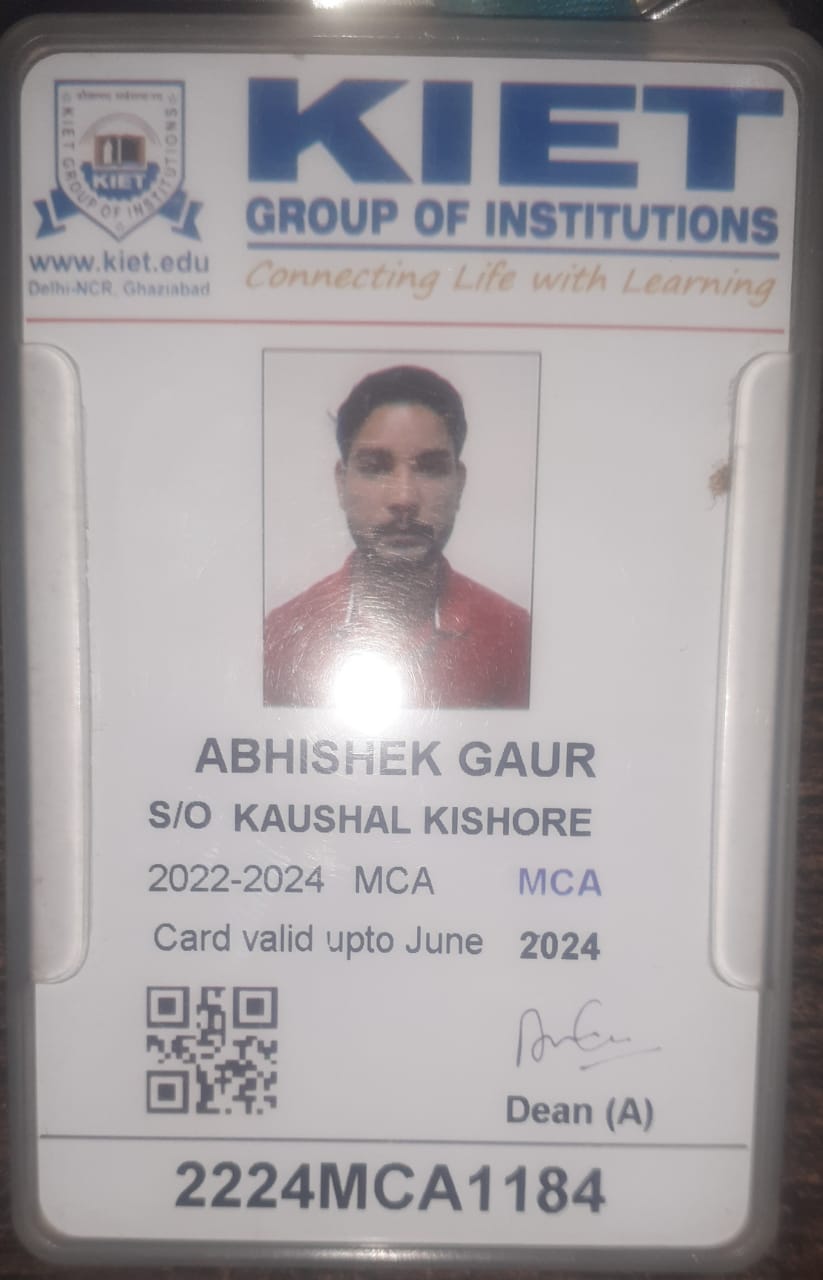 KIET GROUP OF INSTITUTIONS
KIET
www.kiet.edu
Delhi-NCR, Ghaziabad
KIET
GROUP OF INSTITUTIONS
Connecting Life with Learning
ABHISHEK GAUR
S/O KAUSHAL KISHORE
2022-2024 MCA MCA
Card valid upto June 2024
Dean (A)
2224MCA1184